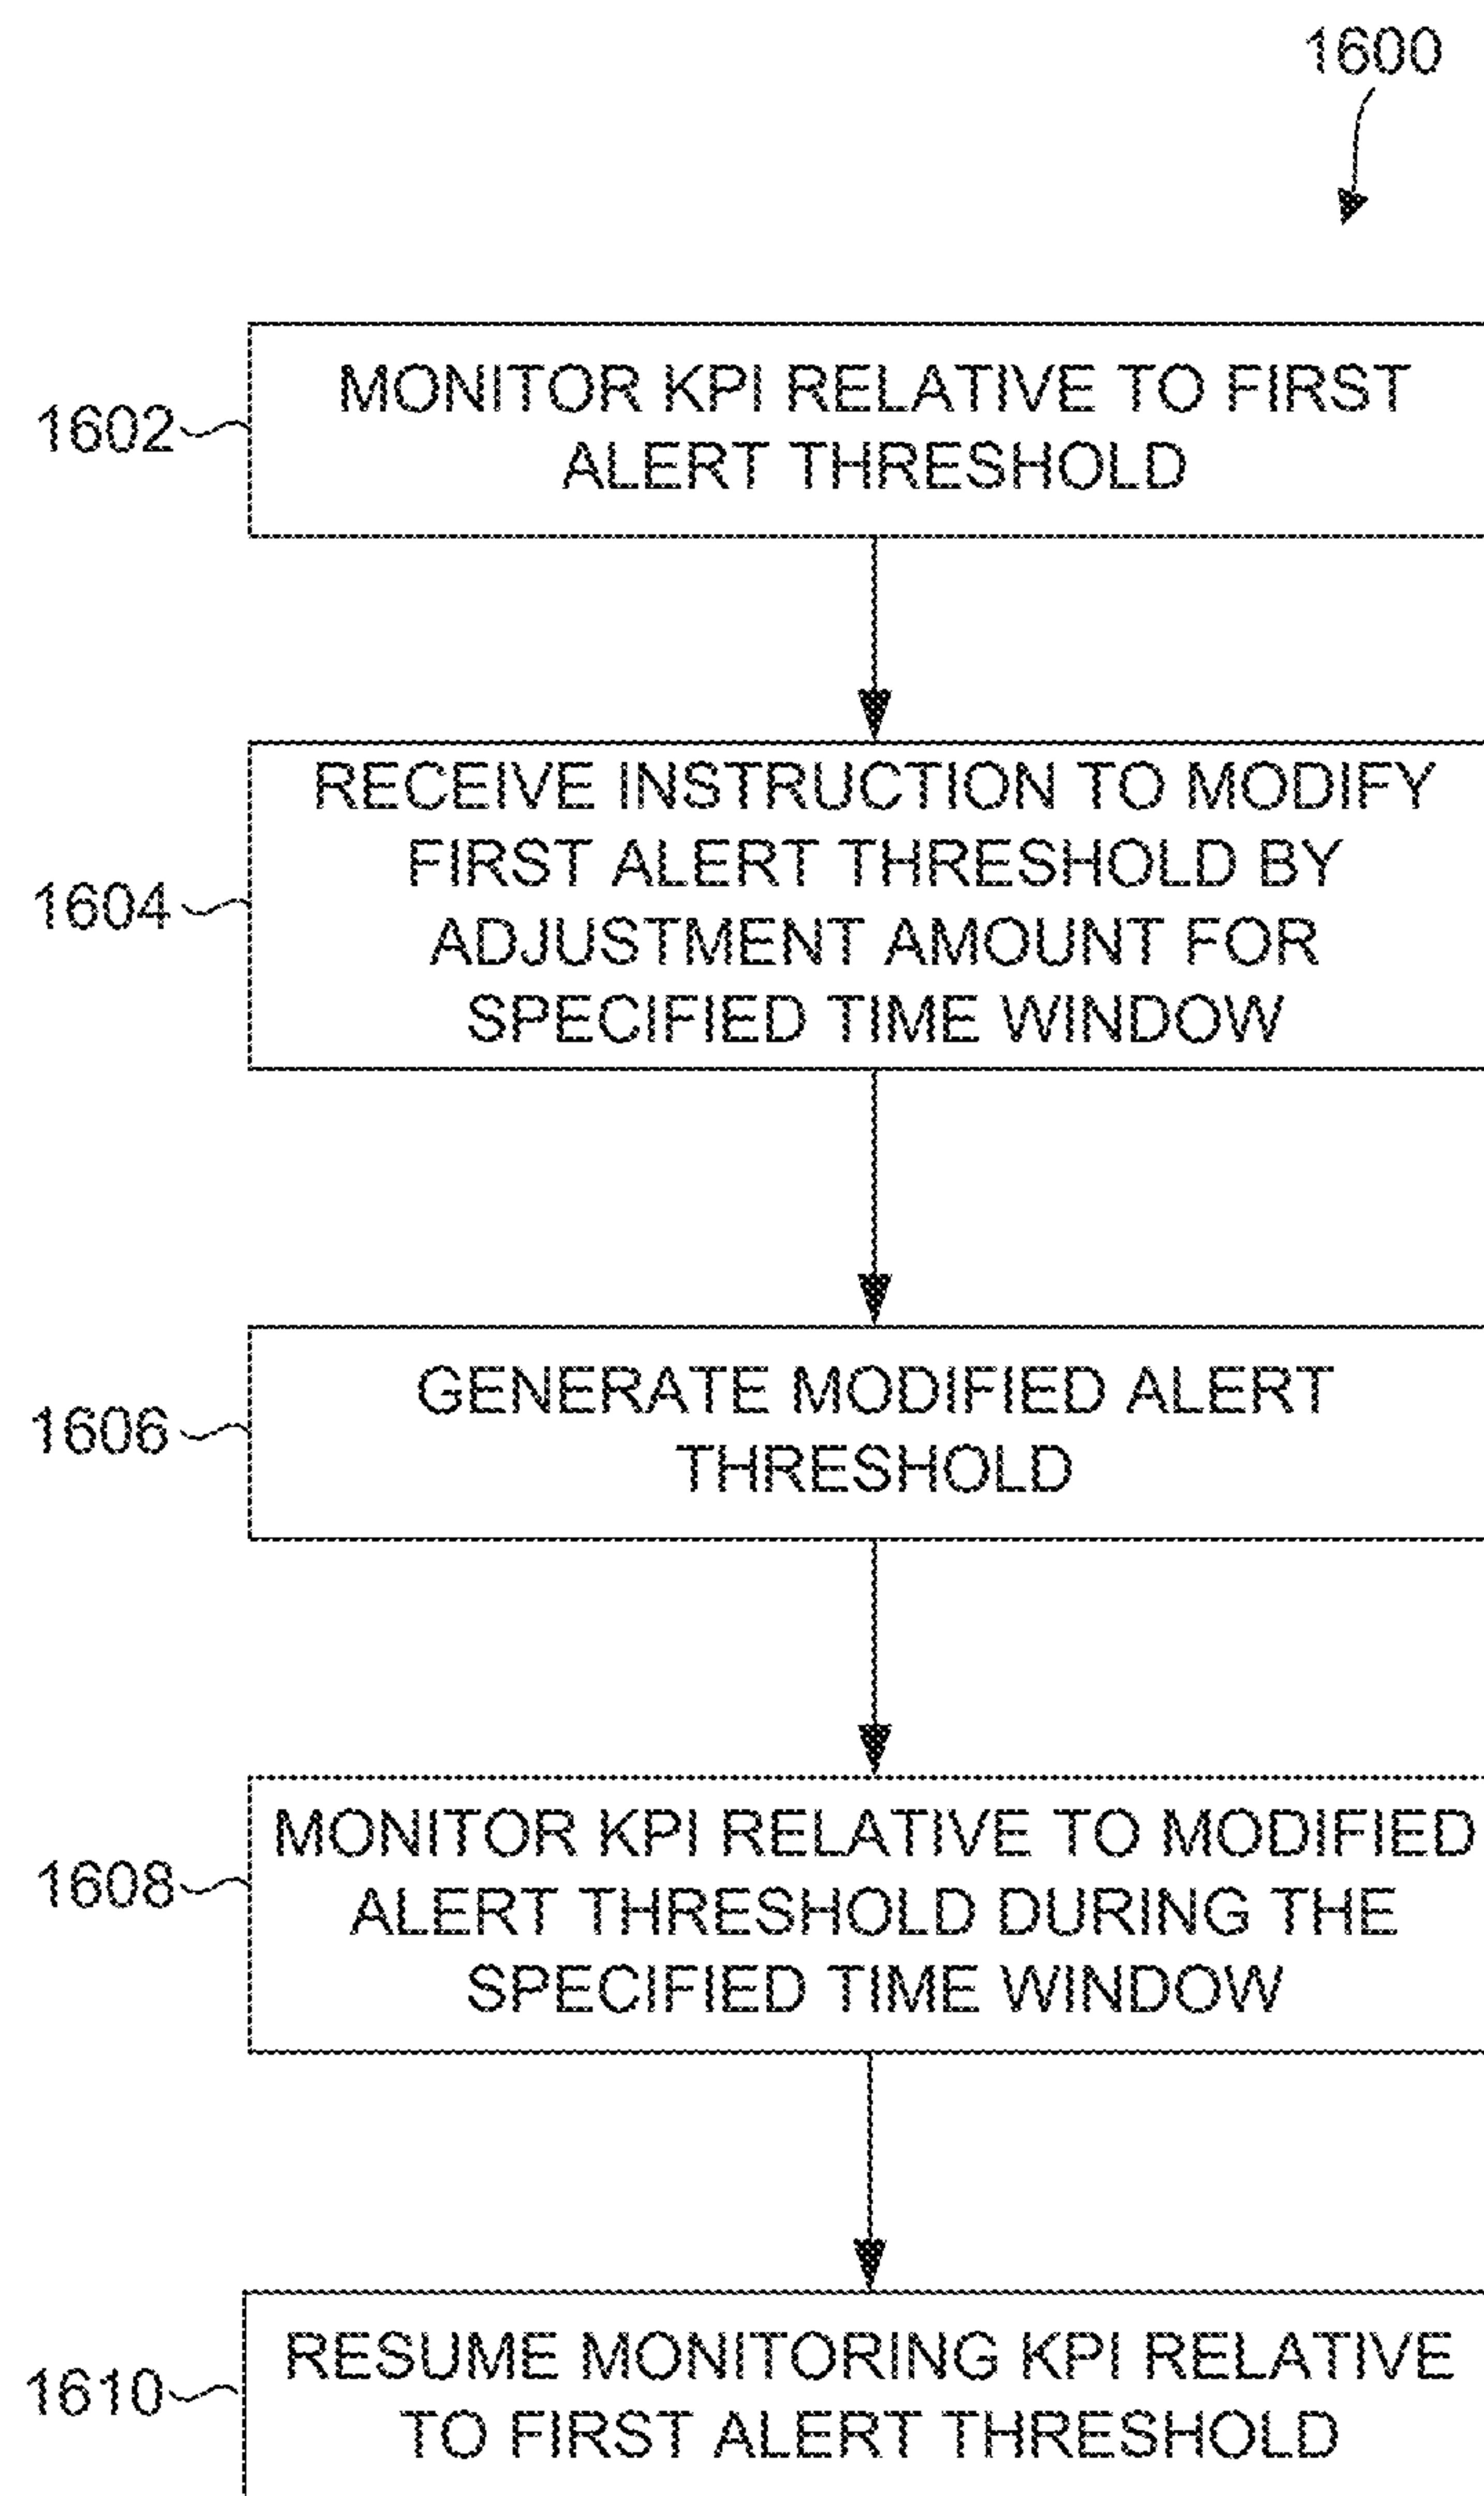 1600
MONITOR KPI RELATIVE TO FIRST
ALERT THRESHOLD
1602
RECEIVE INSTRUCTION TO MODIFY
FIRST ALERT THRESHOLD BY
ADJUSTMENT AMOUNT FOR
SPECIFIED TIME WINDOW
1604
GENERATE MODIFIED ALERT
THRESHOLD
1606
MONITOR KPI RELATIVE TO MODIFIED
ALERT THRESHOLD DURING THE
SPECIFIED TIME WINDOW
1608
RESUME MONITORING KPI RELATIVE
TO FIRST ALERT THRESHOLD
1610